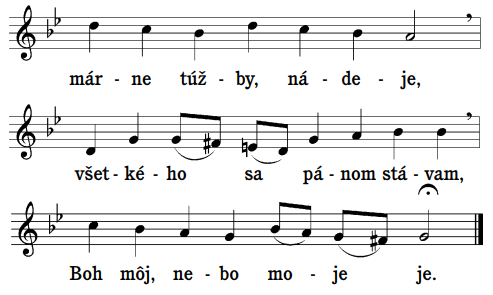 már - ne túž - by, ná - de - je,
všet - ké - ho sa pá - nom stá - vam,
Boh môj, ne - bo mo - je je.